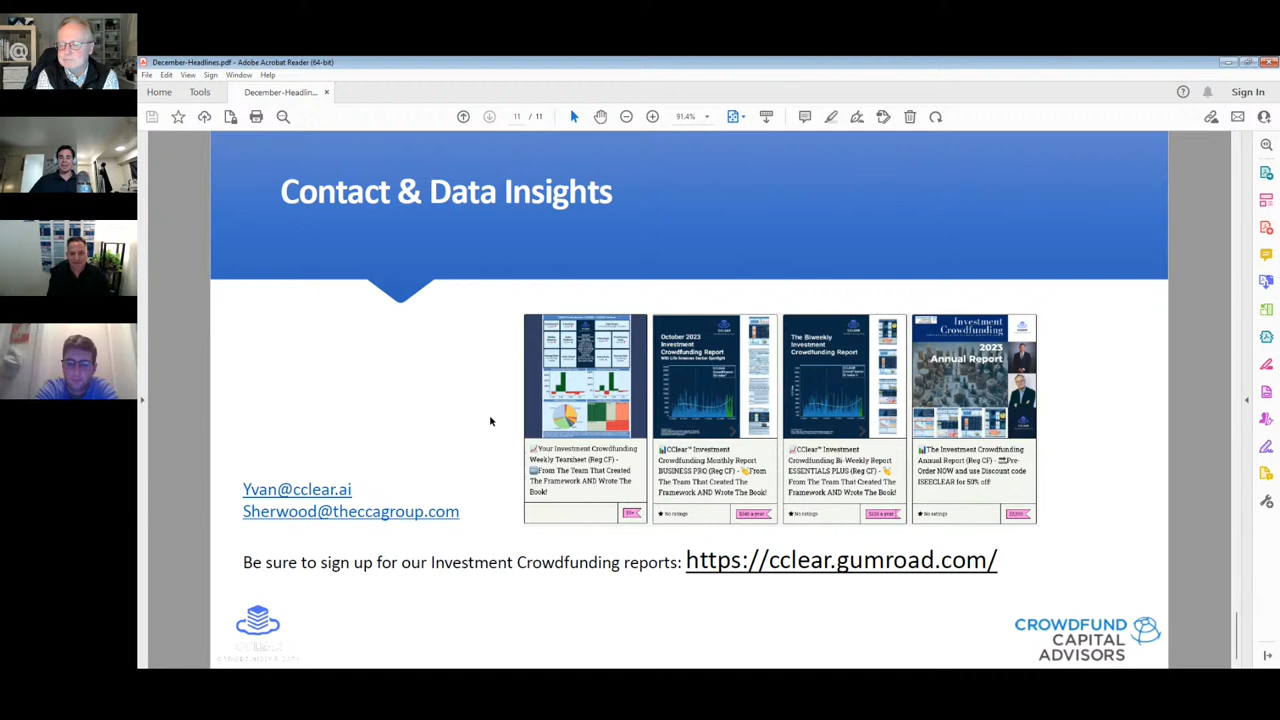 December-Headlines.pdf - Adobe Acrobat Reader (64-bit)
File Edit View Sign Window Help
Home Tools December-Headlin... × Sign In
11 / 11 91.4%
Contact & Data Insights
October 2023
Investment
Crowdfunding Report
With Life Sciences Sector Spotlight
The Biweekly
Investment
Crowdfunding Report
Investment
Crowdfunding
2023
Annual Report
📈Your Investment Crowdfunding
Weekly Tearsheet (Reg CF) -
From The Team That Created
The Framework AND Wrote The
Book!
📊CClear™ Investment
Crowdfunding Monthly Report
BUSINESS PRO (Reg CF) - 👏From
The Team That Created The
Framework AND Wrote The Book!
★ No ratings
📈CClear™ Investment
Crowdfunding Bi-Weekly Report
ESSENTIALS PLUS (Reg CF) - 👏
From The Team That Created The
Framework AND Wrote The Book!
★ No ratings
📊The Investment Crowdfunding
Annual Report (Reg CF) - Pre-
Order NOW and use Discount code
ISEECLEAR for 50% off!
★ No ratings
Yvan@cclear.ai
Sherwood@theccagroup.com
Be sure to sign up for our Investment Crowdfunding reports: https://cclear.gumroad.com/
CROWDFUND
CAPITAL
ADVISORS